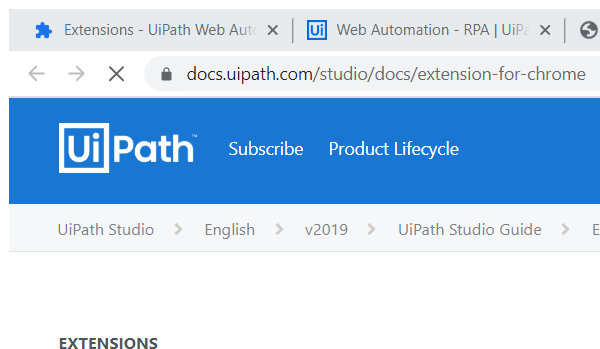 Extensions - UiPath Web Auto Web Automation - RPA | UiPa
docs.uipath.com/studio/docs/extension-for-chrome
UiPath™ Subscribe Product Lifecycle
UiPath Studio > English > v2019 > UiPath Studio Guide > E
EXTENSIONS